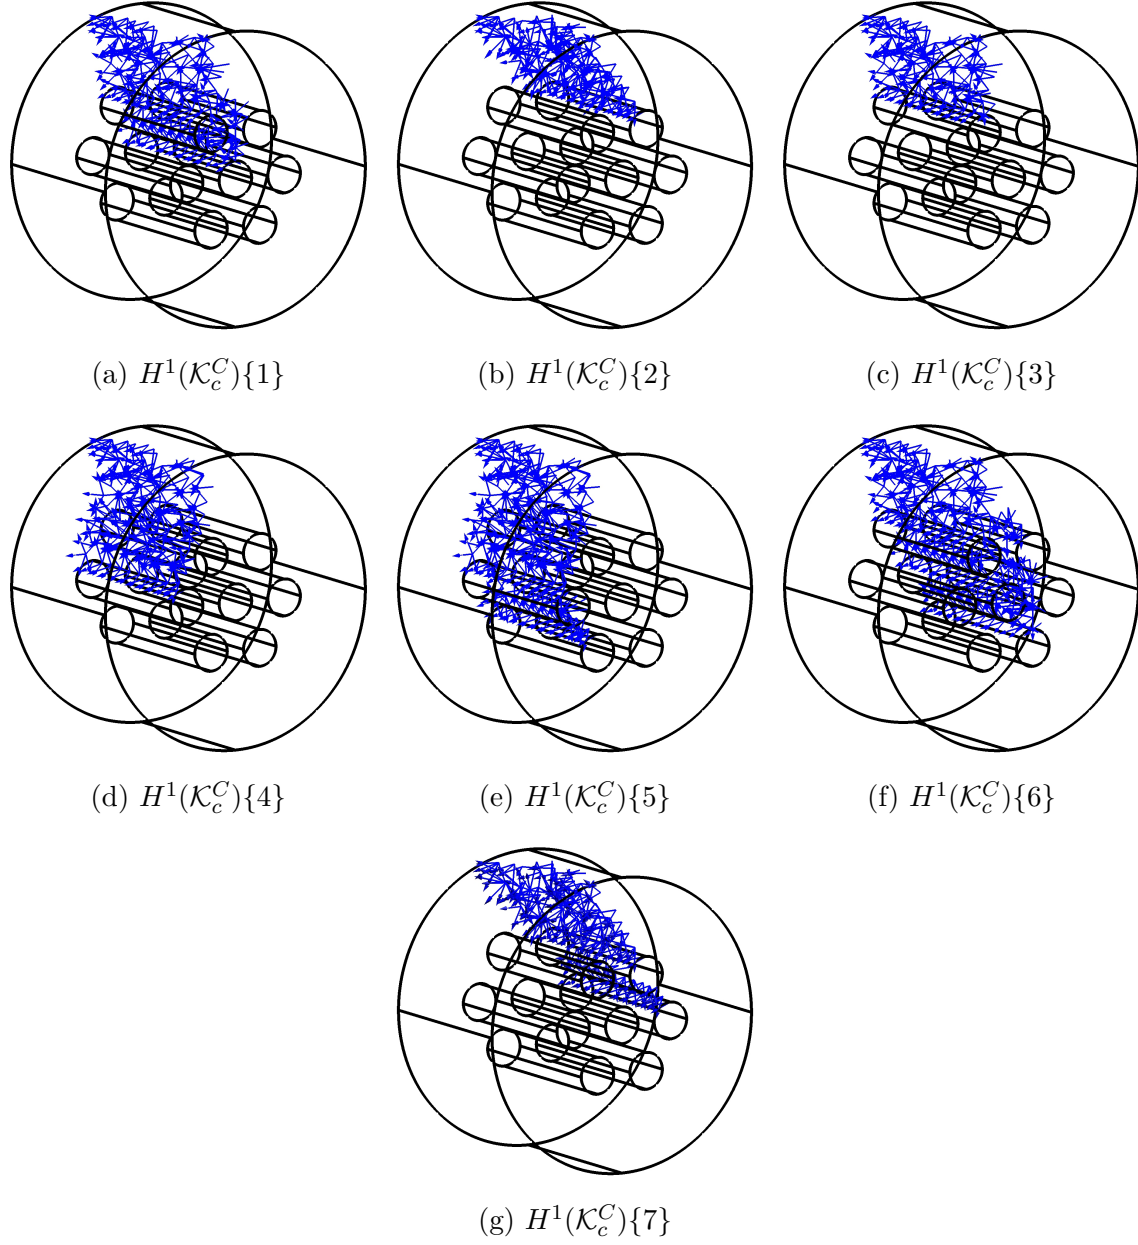 (a) $H^1(\mathcal{K}_c^C)\{1\}$
(b) $H^1(\mathcal{K}_c^C)\{2\}$
(c) $H^1(\mathcal{K}_c^C)\{3\}$
(d) $H^1(\mathcal{K}_c^C)\{4\}$
(e) $H^1(\mathcal{K}_c^C)\{5\}$
(f) $H^1(\mathcal{K}_c^C)\{6\}$
(g) $H^1(\mathcal{K}_c^C)\{7\}$